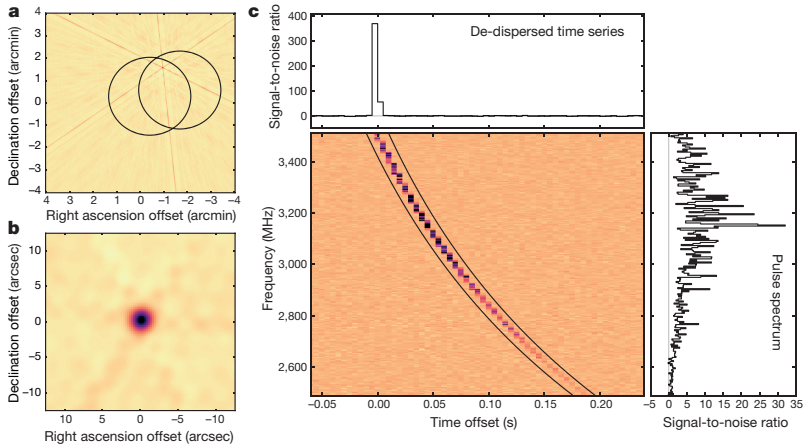 a
4
3
2
1
0
−1
−2
−3
−4
4 3 2 1 0 −1 −2 −3 −4
Declination offset (arcmin)
Right ascension offset (arcmin)
b
10
5
0
−5
−10
10 5 0 −5 −10
Declination offset (arcsec)
Right ascension offset (arcsec)
c
400
300
200
100
0
Signal-to-noise ratio
De-dispersed time series
3,400
3,200
3,000
2,800
2,600
Frequency (MHz)
−0.05 0.00 0.05 0.10 0.15 0.20
Time offset (s)
Pulse spectrum
−5 0 5 10 15 20 25 30 35
Signal-to-noise ratio